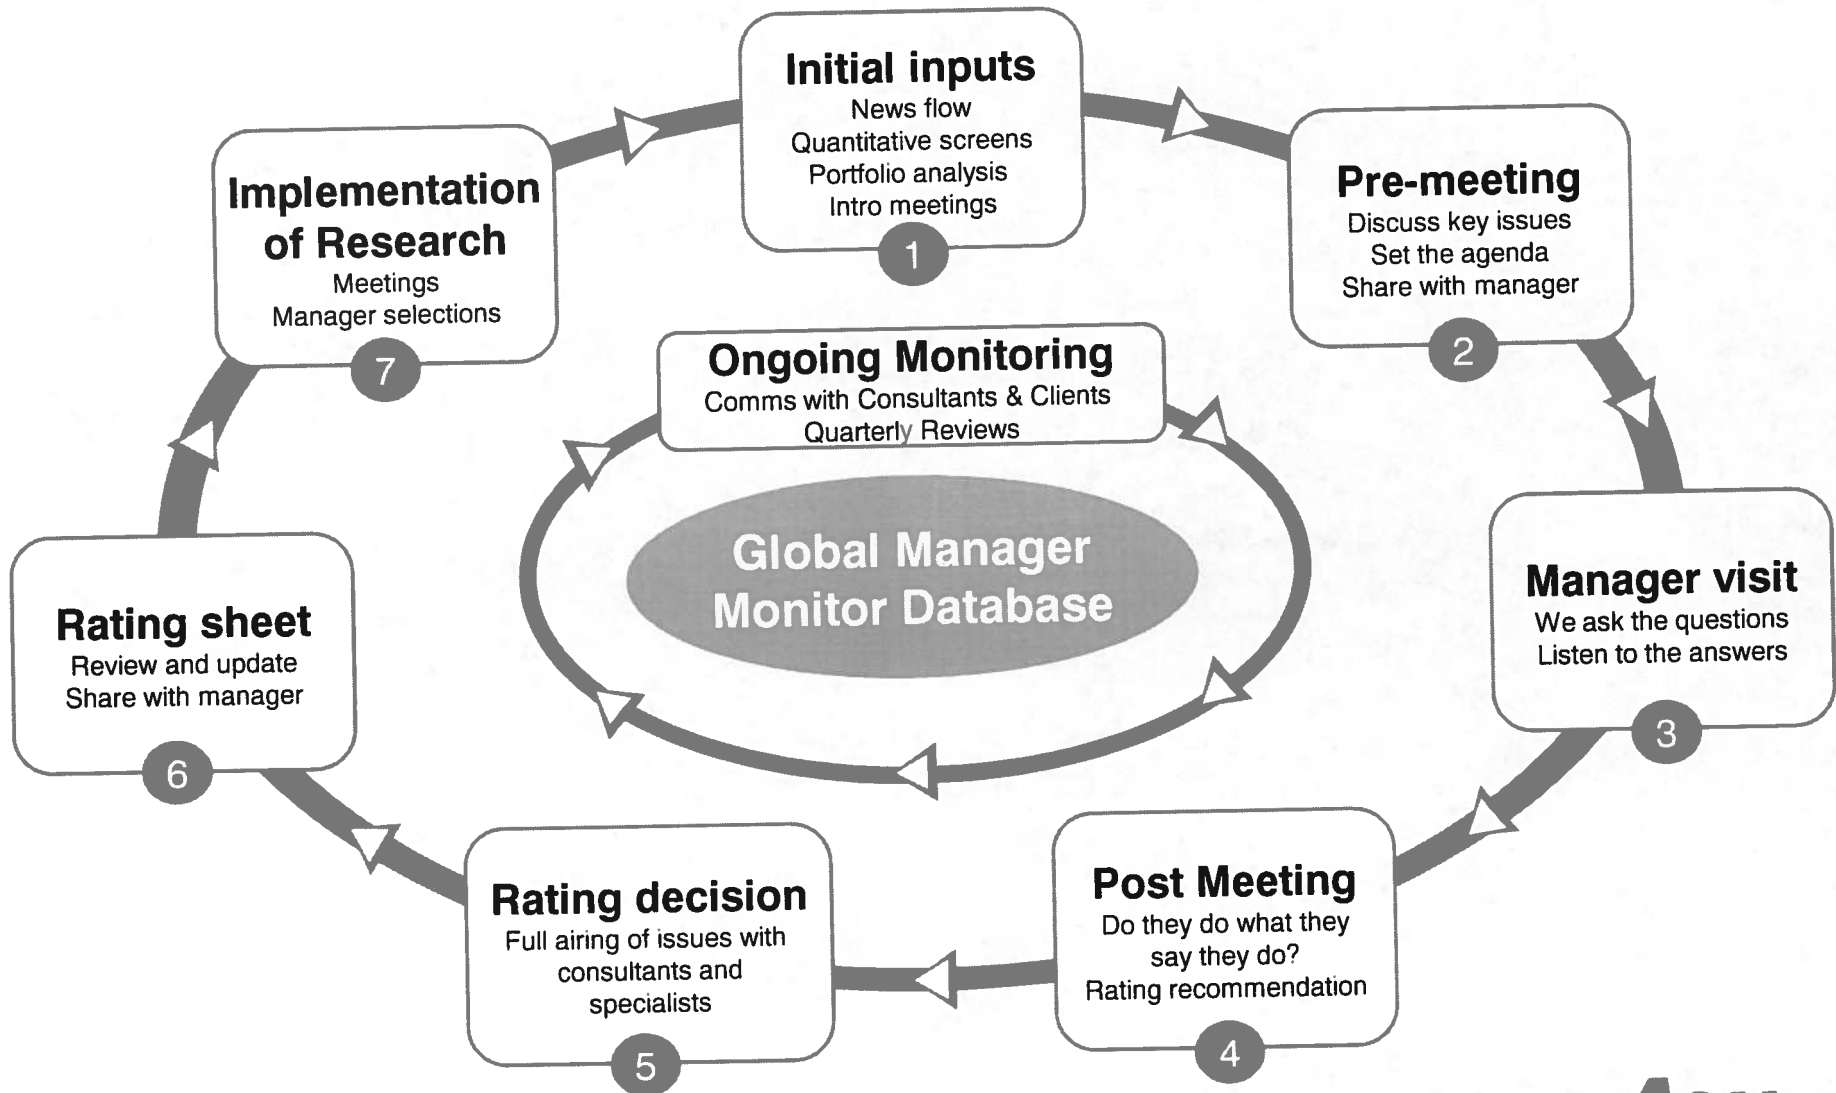 Initial inputs
News flow
Quantitative screens
Portfolio analysis
Intro meetings
1
Pre-meeting
Discuss key issues
Set the agenda
Share with manager
2
Manager visit
We ask the questions
Listen to the answers
3
Post Meeting
Do they do what they
say they do?
Rating recommendation
4
Rating decision
Full airing of issues with
consultants and
specialists
5
Rating sheet
Review and update
Share with manager
6
Implementation
of Research
Meetings
Manager selections
7
Ongoing Monitoring
Comms with Consultants & Clients
Quarterly Reviews
Global Manager
Monitor Database